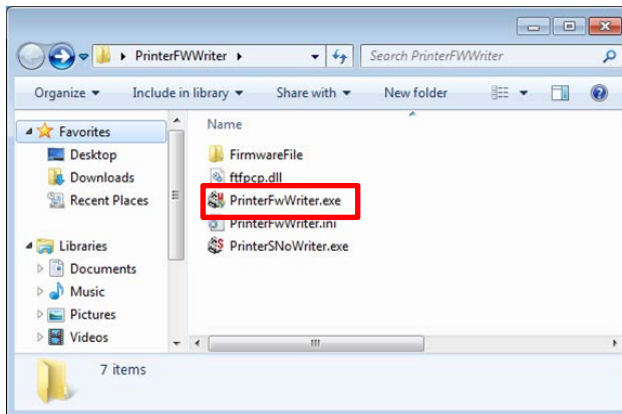 PrinterFWWriter
Search PrinterFWWriter
Organize
Include in library
Share with
New folder
Favorites
Desktop
Downloads
Recent Places
Libraries
Documents
Music
Pictures
Videos
Name
FirmwareFile
ftfpcp.dll
PrinterFwWriter.exe
PrinterFwWriter.ini
PrinterSNoWriter.exe
7 items